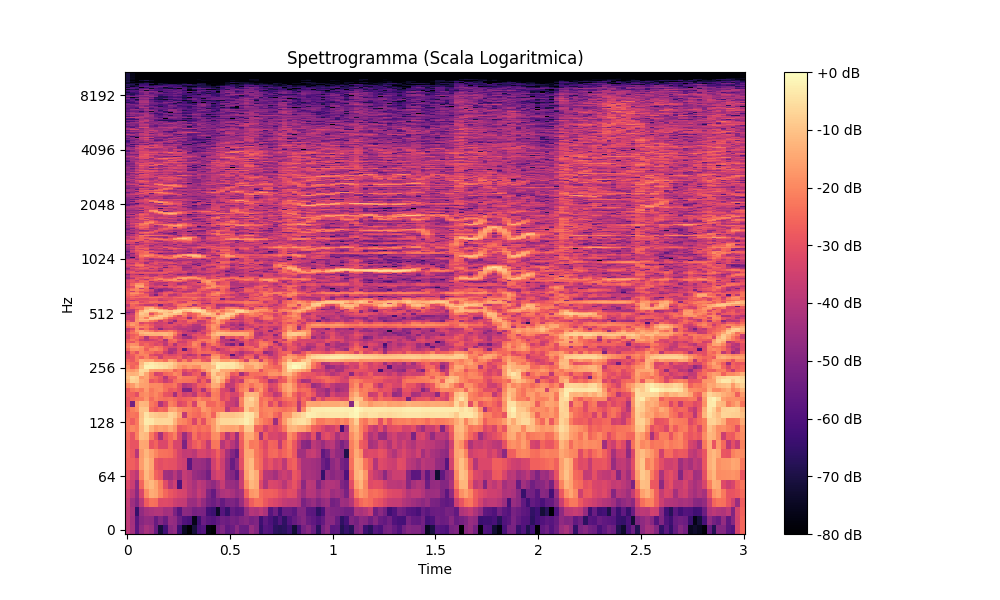 Spettrogramma (Scala Logaritmica)
Hz
8192
4096
2048
1024
512
256
128
64
0
0
0.5
1
1.5
2
2.5
3
Time
+0 dB
-10 dB
-20 dB
-30 dB
-40 dB
-50 dB
-60 dB
-70 dB
-80 dB